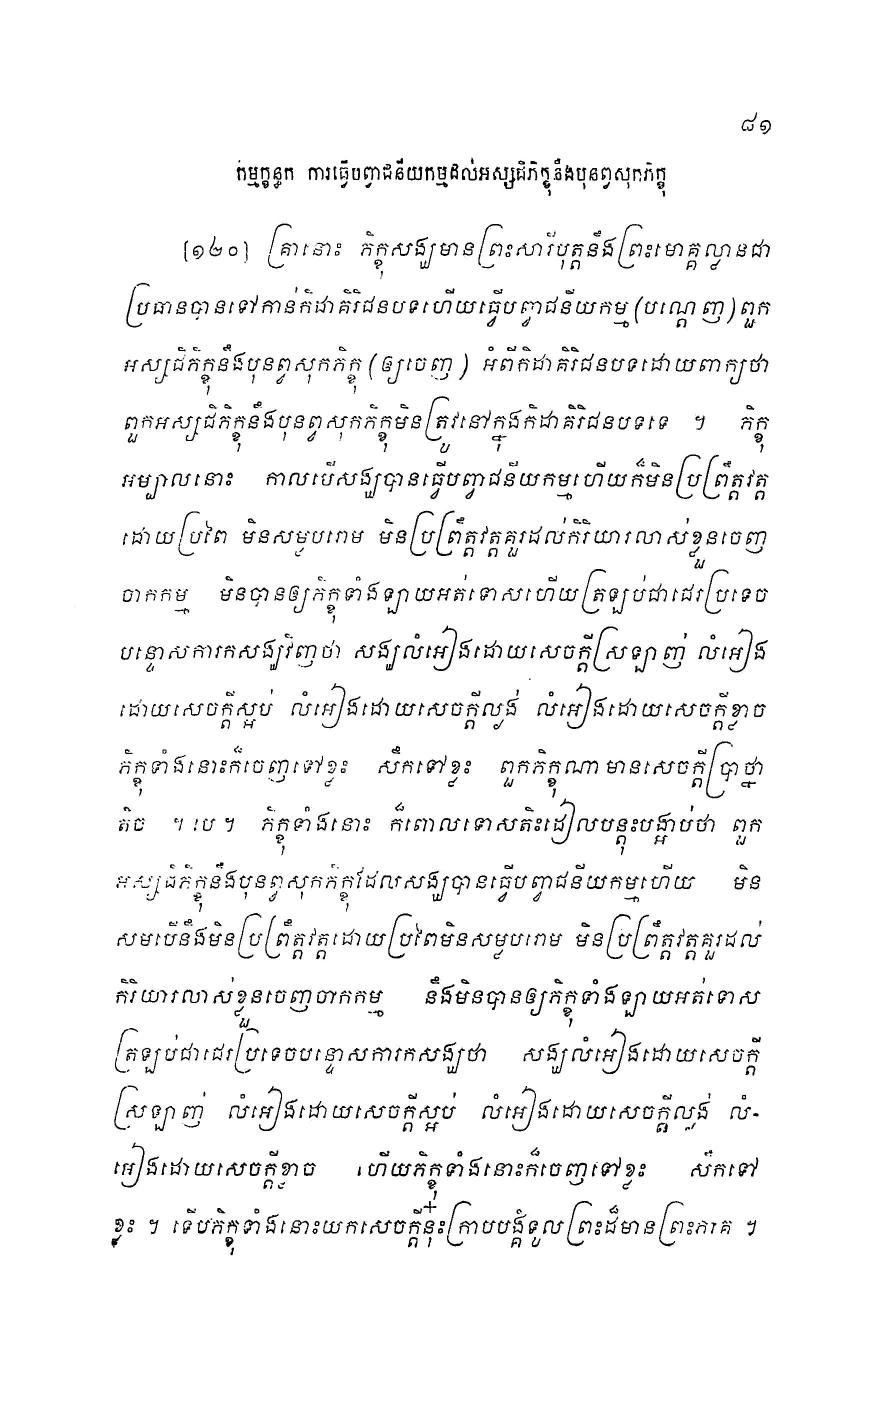 ៨១
កម្មក្ខន្ធក ការធ្វើបព្វាជនីយកម្មដល់អស្សជិភិក្ខុនឹងបុនព្វសុកភិក្ខុ
[១២០] គ្រានោះ ភិក្ខុសង្ឃមានព្រះសារីបុត្តនឹងព្រះមោគ្គល្លានជា
ប្រធានបានទៅកាន់កិដាគិរីជនបទហើយធ្វើបព្វាជនីយកម្ម (បណ្តេញ) ពួក
អស្សជិភិក្ខុនឹងបុនព្វសុកភិក្ខុ (ឲ្យចេញ) អំពីកិដាគិរីជនបទដោយពាក្យថា
ពួកអស្សជិភិក្ខុនឹងបុនព្វសុកភិក្ខុមិនត្រូវនៅក្នុងកិដាគិរីជនបទទេ ។ ភិក្ខុ
អម្បាលនោះ កាលបើសង្ឃបានធ្វើបព្វាជនីយកម្មហើយក៏មិនប្រព្រឹត្តវត្ត
ដោយប្រពៃ មិនសម្ងបរោម មិនប្រព្រឹត្តវត្តគួរដល់កិរិយារលាស់ខ្លួនចេញ
ចាកកម្ម មិនបានឲ្យភិក្ខុទាំងឡាយអត់ទោសហើយត្រឡប់ជាដេរប្រទេច
បន្ទោសការកសង្ឃវិញថា សង្ឃលំអៀងដោយសេចក្តីស្រឡាញ់ លំអៀង
ដោយសេចក្តីស្អប់ លំអៀងដោយសេចក្តីល្ងង់ លំអៀងដោយសេចក្តីខ្លាច
ភិក្ខុទាំងនោះក៏ចេញទៅខ្លះ សឹកទៅខ្លះ ពួកភិក្ខុណាមានសេចក្តីប្រាថ្នា
តិច ។ បេ ។ ភិក្ខុទាំងនោះ ក៏ពោលទោសតិះដៀលបន្តុះបង្អាប់ថា ពួក
អស្សជិភិក្ខុនឹងបុនព្វសុកភិក្ខុដែលសង្ឃបានធ្វើបព្វាជនីយកម្មហើយ មិន
សមបើនឹងមិនប្រព្រឹត្តវត្តដោយប្រពៃមិនសម្ងបរោម មិនប្រព្រឹត្តវត្តគួរដល់
កិរិយារលាស់ខ្លួនចេញចាកកម្ម នឹងមិនបានឲ្យភិក្ខុទាំងឡាយអត់ទោស
ត្រឡប់ជាដេរប្រទេចបន្ទោសការកសង្ឃថា សង្ឃលំអៀងដោយសេចក្តី
ស្រឡាញ់ លំអៀងដោយសេចក្តីស្អប់ លំអៀងដោយសេចក្តីល្ងង់ លំ-
អៀងដោយសេចក្តីខ្លាច ហើយភិក្ខុទាំងនោះក៏ចេញទៅខ្លះ សឹកទៅ
ខ្លះ ។ ទើបភិក្ខុទាំងនោះយកសេចក្តីនុ៎ះក្រាបបង្គំទូលព្រះដ៏មានព្រះភាគ ។